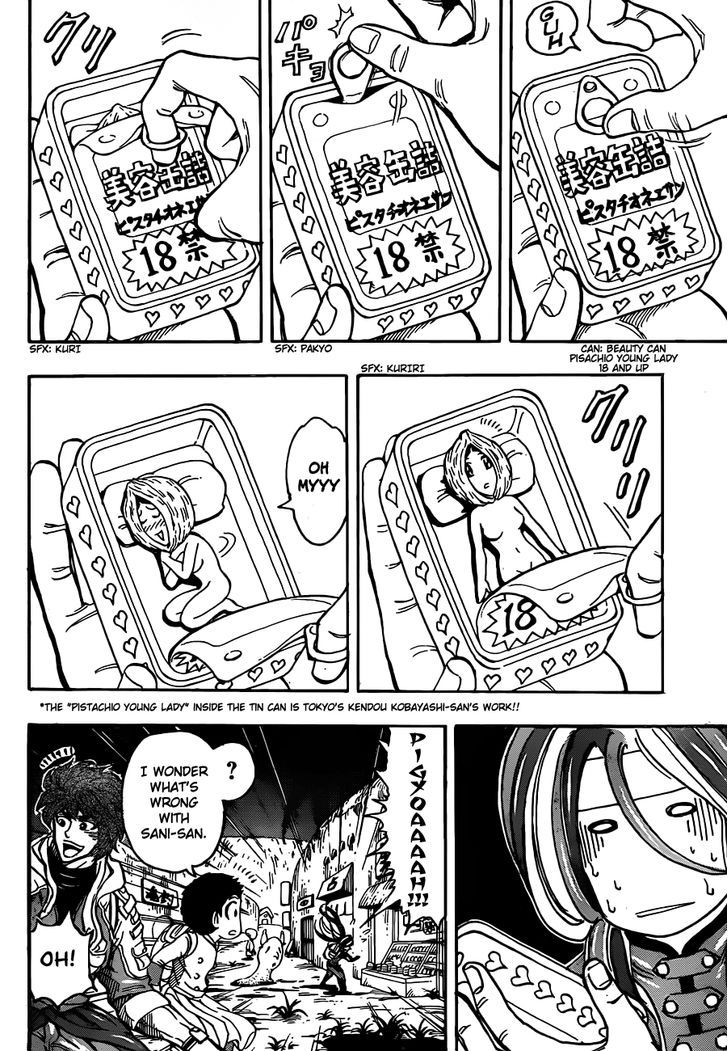 GUH
美容缶詰
ピスタチオネエサン
18禁
CAN: BEAUTY CAN
PISACHIO YOUNG LADY
18 AND UP
パキョ
美容缶詰
ピスタチオネエサン
18禁
SFX: PAKYO
クリ
美容缶詰
ピスタチオネエサン
18禁
SFX: KURI
SFX: KURIRI
クリリ
18
OH
MYYY
*THE "PISTACHIO YOUNG LADY" INSIDE THE TIN CAN IS TOKYO'S KENDOU KOBAYASHI-SAN'S WORK!!
PIGYOAAAAH!!!
?
I WONDER
WHAT'S
WRONG
WITH
SANI-SAN.
OH!